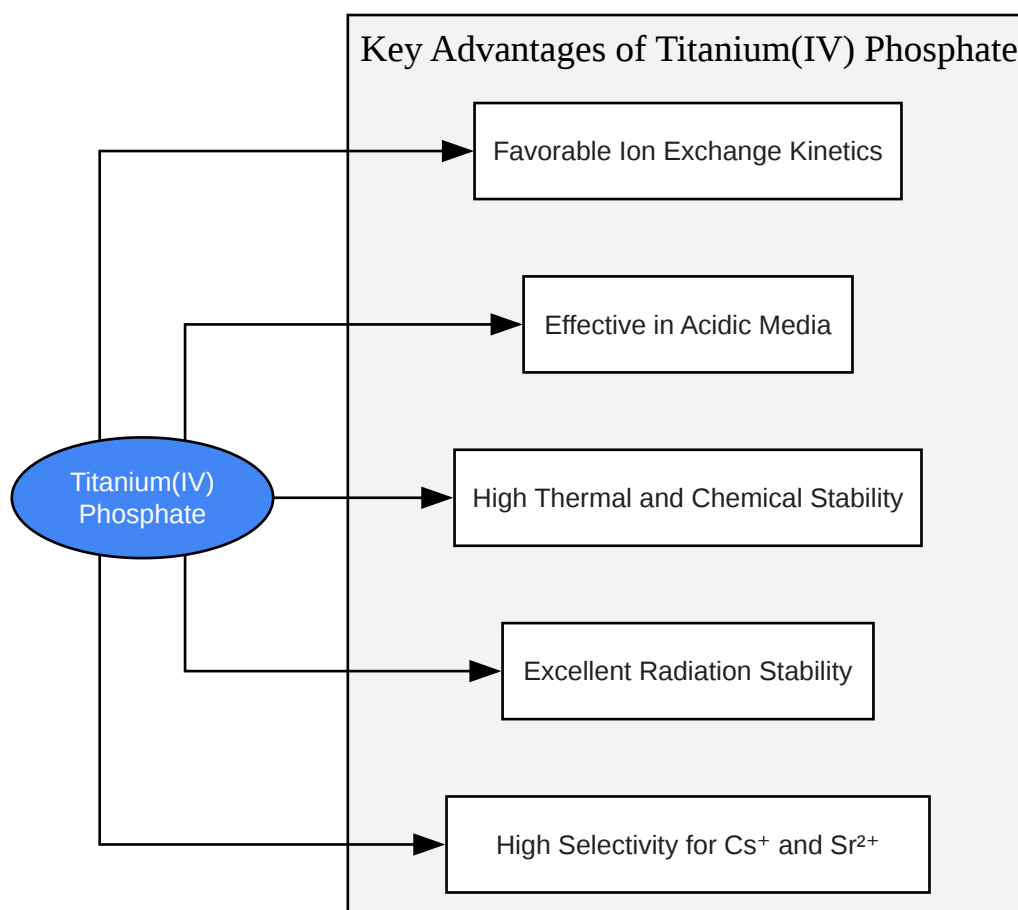 Key Advantages of Titanium(IV) Phosphate
Favorable Ion Exchange Kinetics
Effective in Acidic Media
Titanium(IV)
Phosphate
High Thermal and Chemical Stability
Excellent Radiation Stability
High Selectivity for Cs⁺ and Sr²⁺